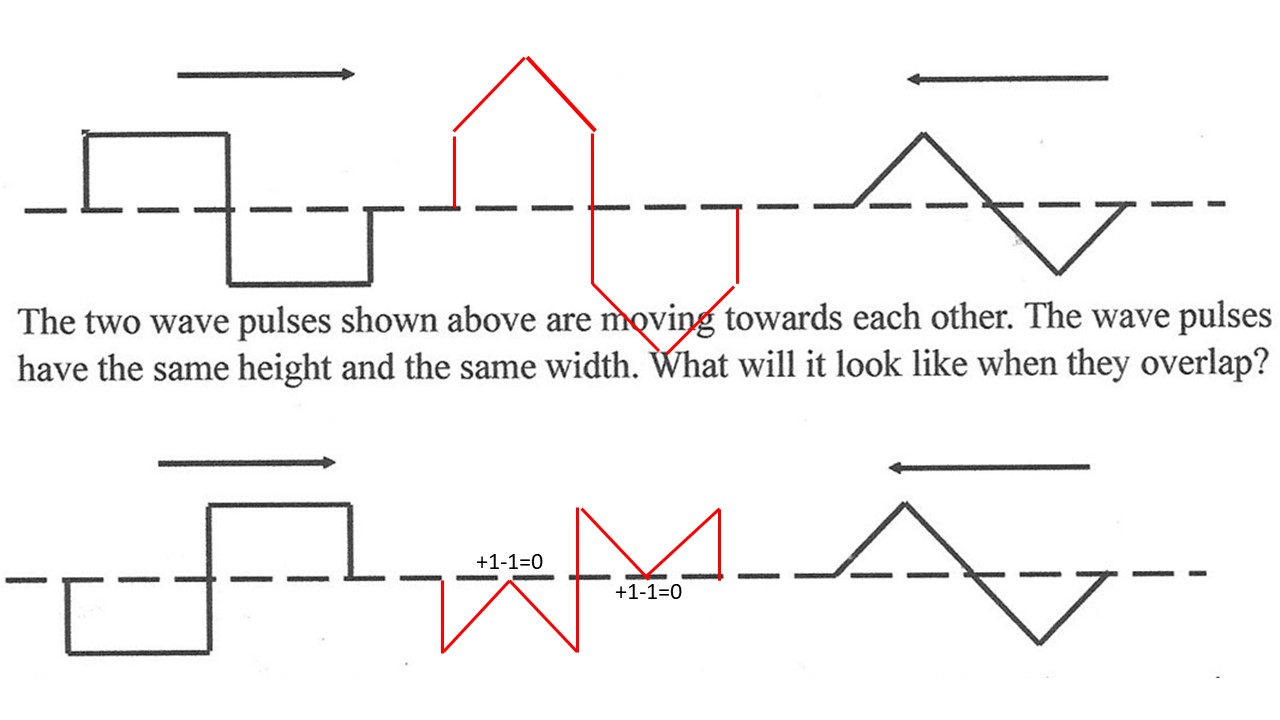 The two wave pulses shown above are moving towards each other. The wave pulses
have the same height and the same width. What will it look like when they overlap?
+1-1=0
+1-1=0